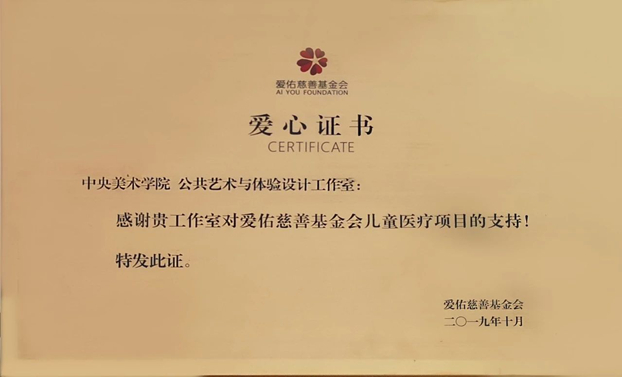 爱佑慈善基金会
AI YOU FOUNDATION
爱心证书
CERTIFICATE
中央美术学院 公共艺术与体验设计工作室：
感谢贵工作室对爱佑慈善基金会儿童医疗项目的支持！
特发此证。
爱佑慈善基金会
二〇一九年十月